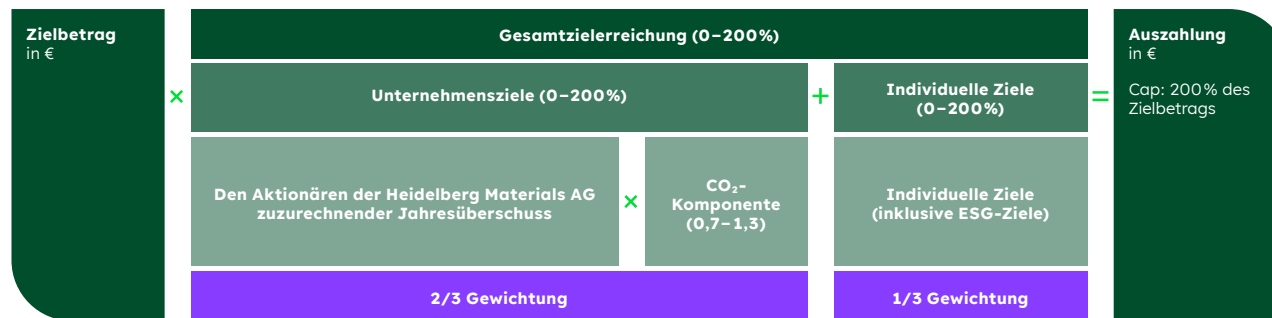 Zielbetrag
in €
×
Gesamtzielerreichung (0–200%)
Unternehmensziele (0–200%)
+
Individuelle Ziele
(0–200%)
=
Auszahlung
in €
Cap: 200% des
Zielbetrags
Den Aktionären der Heidelberg Materials AG
zuzurechnender Jahresüberschuss
×
CO₂-
Komponente
(0,7–1,3)
Individuelle Ziele
(inklusive ESG-Ziele)
2/3 Gewichtung
1/3 Gewichtung